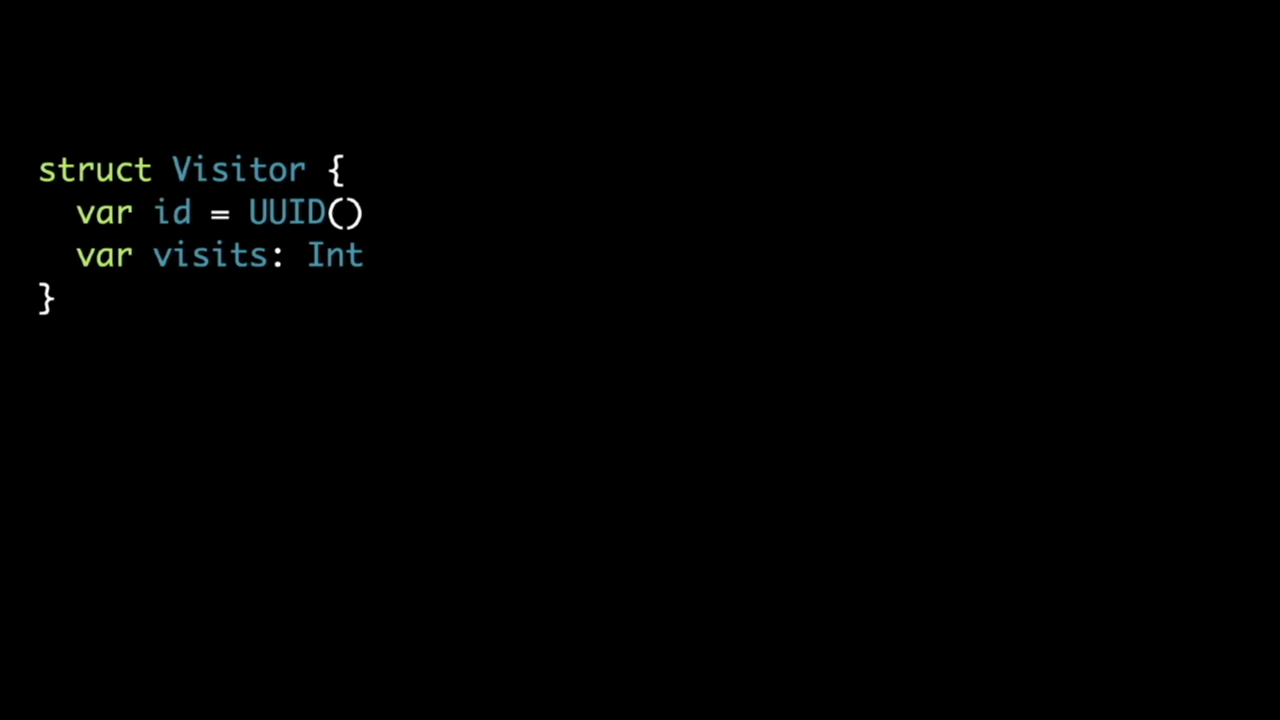 struct Visitor {
  var id = UUID()
  var visits: Int
}